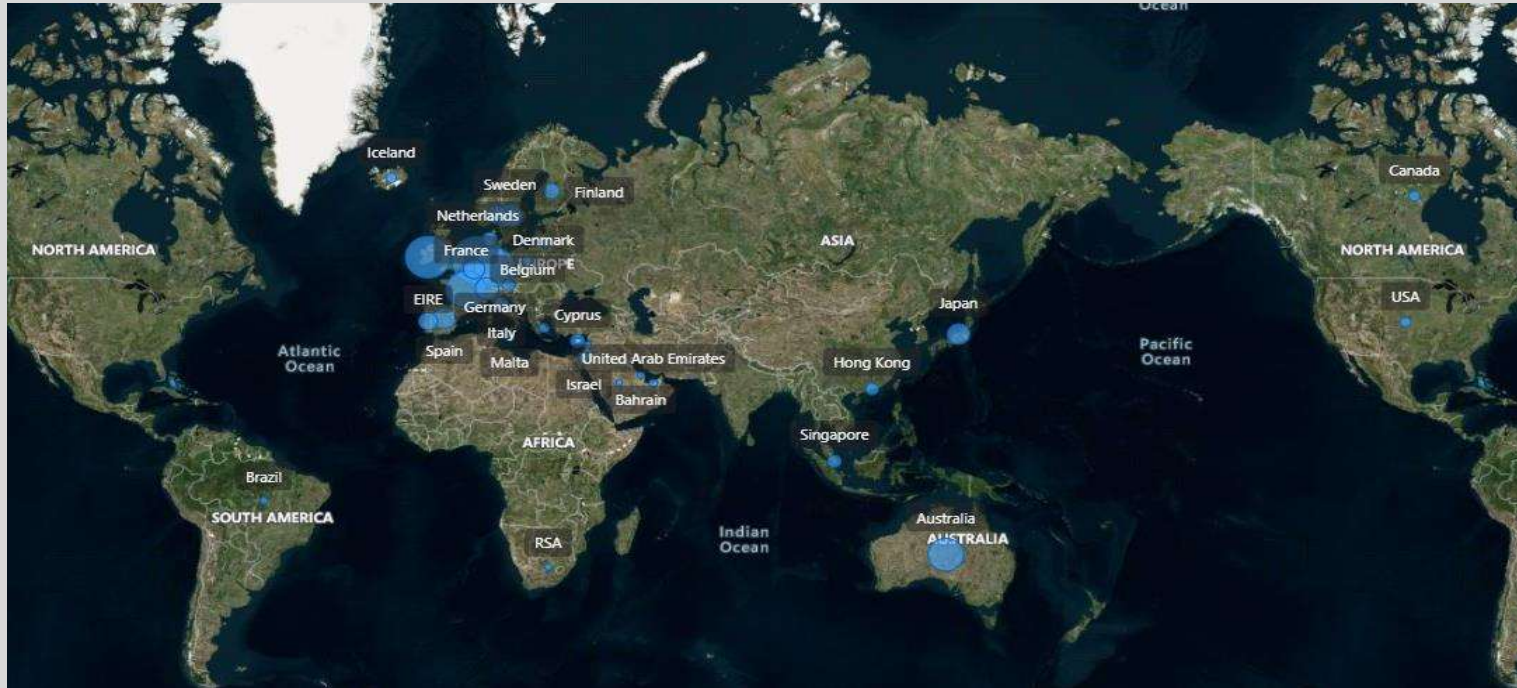 Ocean
Iceland
Sweden
Finland
Canada
Netherlands
NORTH AMERICA
France
Denmark
ASIA
NORTH AMERICA
EUROPE
Belgium
EIRE
Germany
Cyprus
Japan
USA
Italy
Atlantic
Ocean
Spain
Malta
United Arab Emirates
Hong Kong
Pacific
Ocean
Israel
Bahrain
AFRICA
Singapore
Brazil
SOUTH AMERICA
Australia
AUSTRALIA
Indian
Ocean
RSA